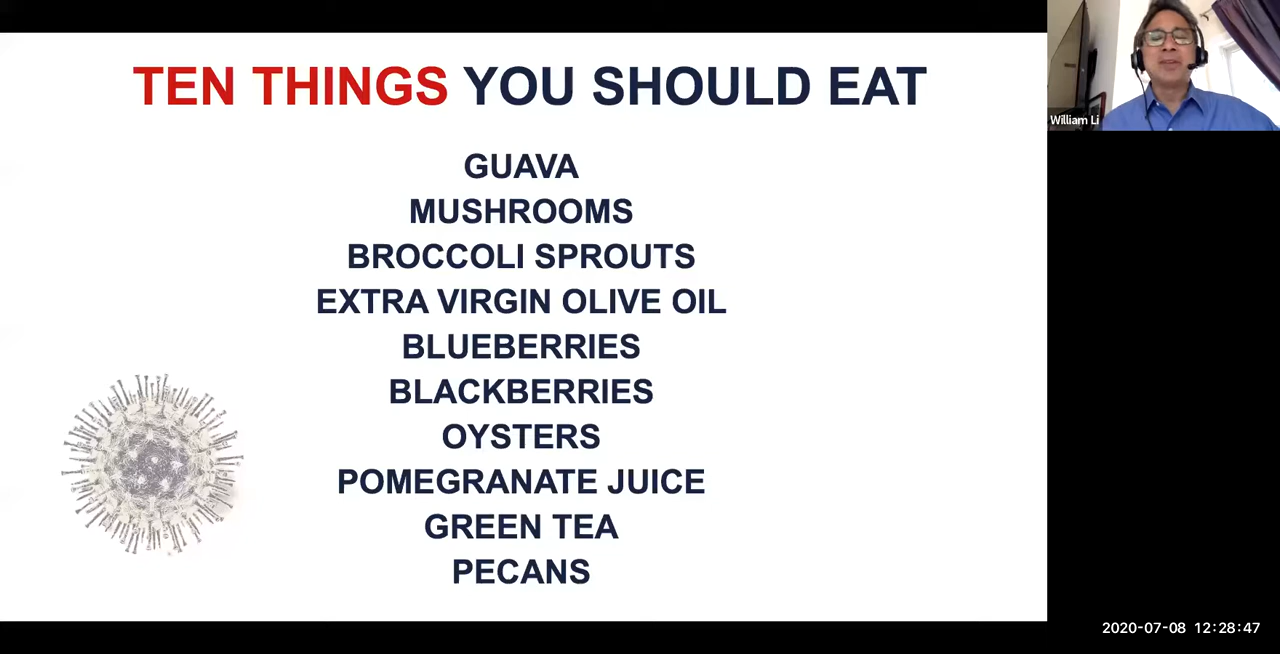 TEN THINGS YOU SHOULD EAT
GUAVA
MUSHROOMS
BROCCOLI SPROUTS
EXTRA VIRGIN OLIVE OIL
BLUEBERRIES
BLACKBERRIES
OYSTERS
POMEGRANATE JUICE
GREEN TEA
PECANS
William Li
2020-07-08 12:28:47